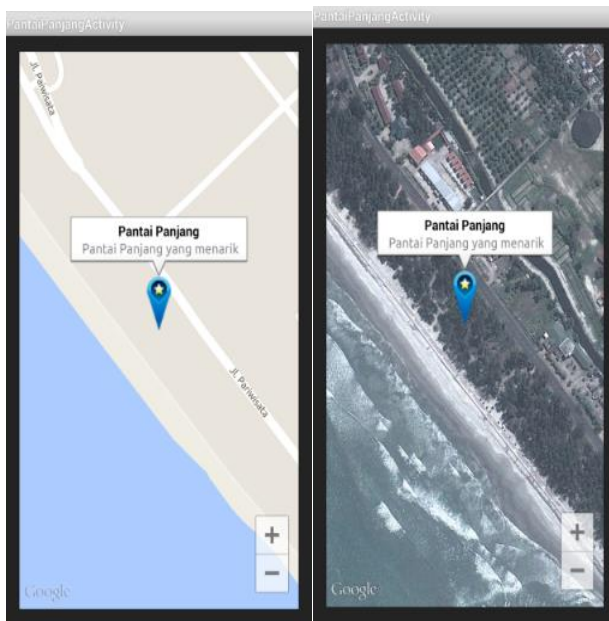 PantaiPanjangActivity
Jl. Pariwisata
Pantai Panjang
Pantai Panjang yang menarik
Jl. Pariwisata
+
−
Google
PantaiPanjangActivity
Pantai Panjang
Pantai Panjang yang menarik
+
−
Google